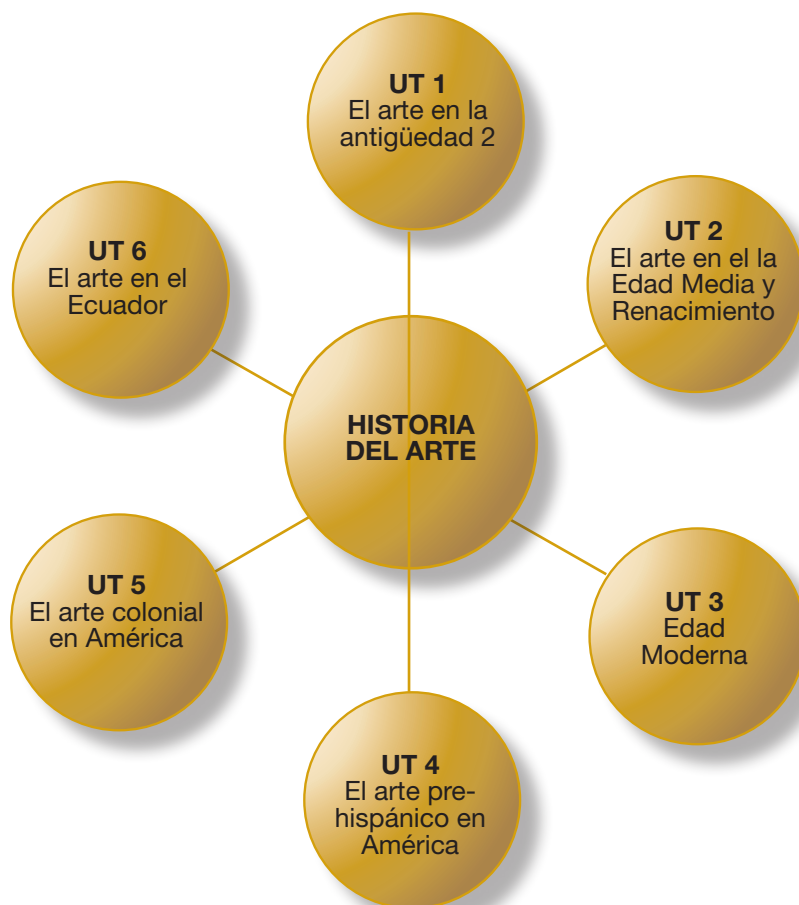 UT 1
El arte en la
antigüedad 2
UT 2
El arte en el la
Edad Media y
Renacimiento
UT 3
Edad
Moderna
UT 4
El arte pre-
hispánico en
América
UT 5
El arte colonial
en América
UT 6
El arte en el
Ecuador
HISTORIA
DEL ARTE